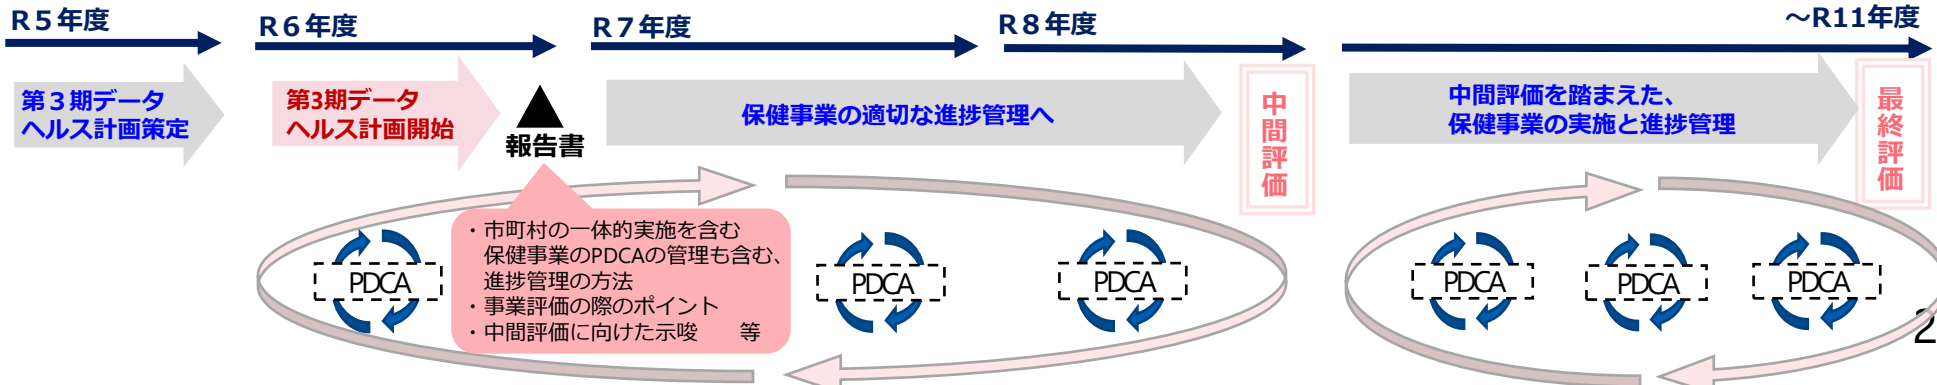 R５年度
R６年度
R７年度
R８年度
～R11年度
第３期データ
ヘルス計画策定
第3期データ
ヘルス計画開始
報告書
保健事業の適切な進捗管理へ
中間評価
中間評価を踏まえた、
保健事業の実施と進捗管理
最終評価
・市町村の一体的実施を含む
保健事業のPDCAの管理も含む、
進捗管理の方法
・事業評価の際のポイント
・中間評価に向けた示唆　　等
PDCA
PDCA
PDCA
PDCA
PDCA
PDCA
2